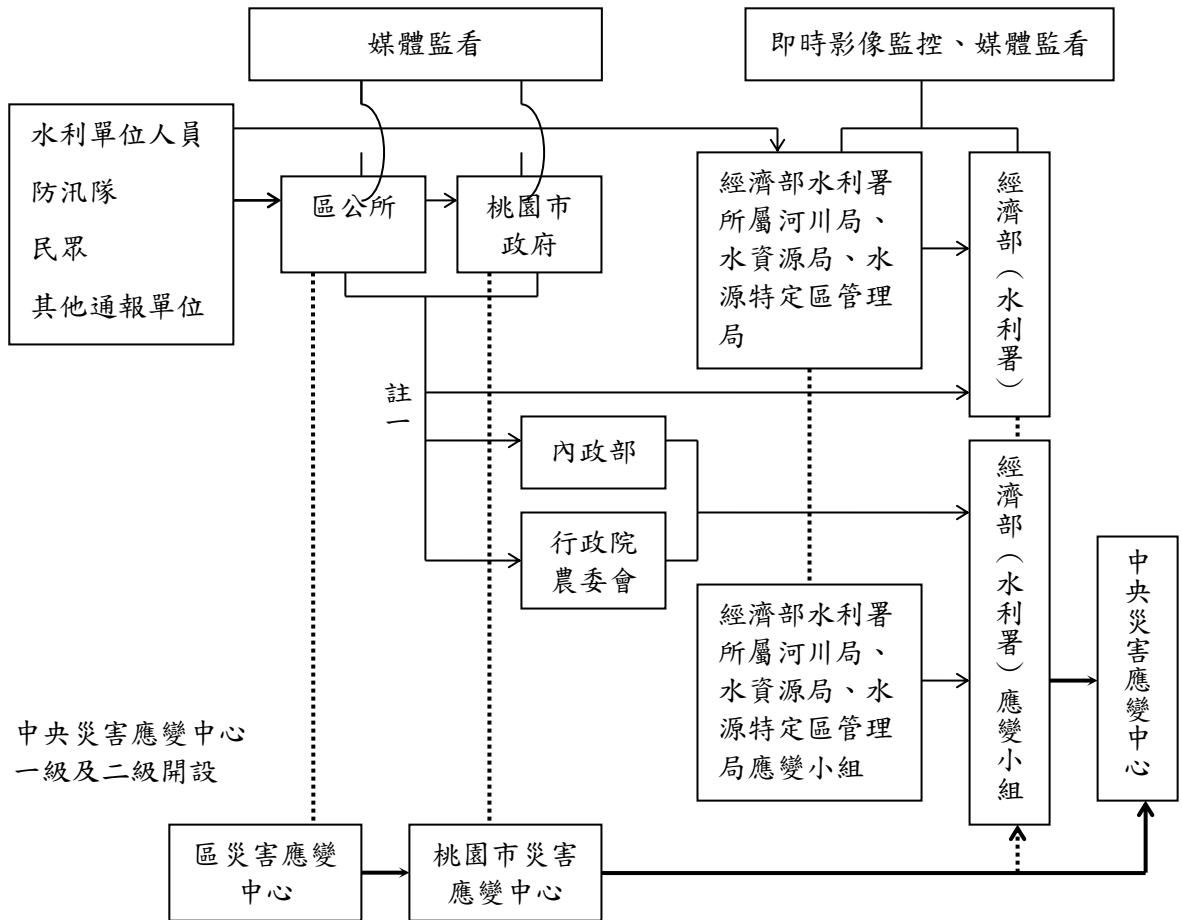 媒體監看
即時影像監控、媒體監看
水利單位人員
防汛隊
民眾
其他通報單位
區公所
桃園市
政府
經濟部水利署
所屬河川局、
水資源局、水
源特定區管理
局
經濟部（水利署）
註一
內政部
行政院
農委會
經濟部水利署
所屬河川局、
水資源局、水
源特定區管理
局應變小組
經濟部（水利署）應變小組
中央災害應變中心
中央災害應變中心
一級及二級開設
區災害應變
中心
桃園市災害
應變中心